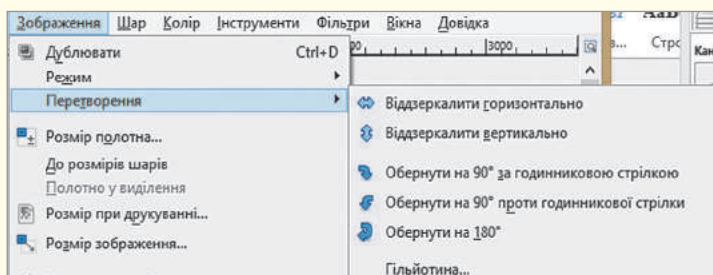 Зображення Шар Колір Інструменти Фільтри Вікна Довідка
Дублювати Ctrl+D
Режим
Перетворення
Розмір полотна...
До розмірів шарів
Полотно у виділення
Розмір при друкуванні...
Розмір зображення...
3000
Віддзеркалити горизонтально
Віддзеркалити вертикально
Обернути на 90° за годинниковою стрілкою
Обернути на 90° проти годинникової стрілки
Обернути на 180°
Гільйотина...